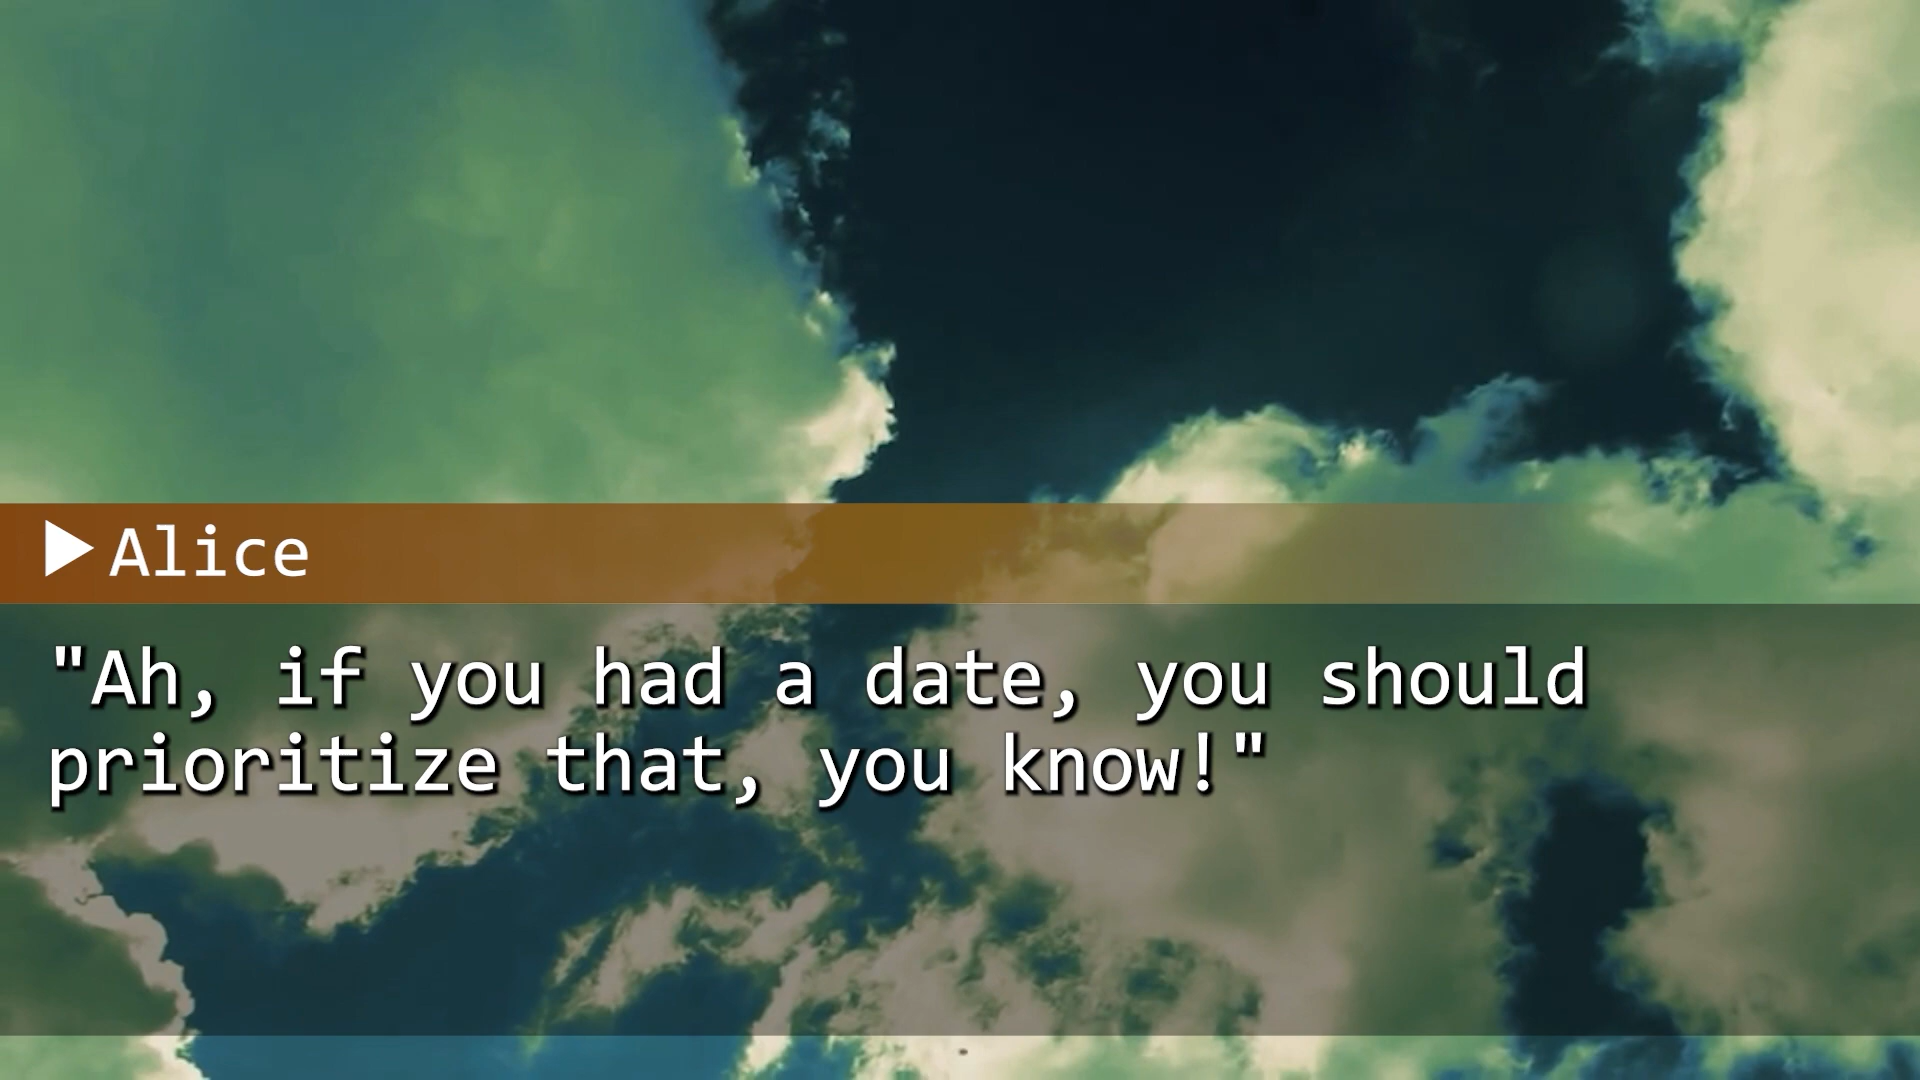 Alice
"Ah, if you had a date, you should
prioritize that, you know!"